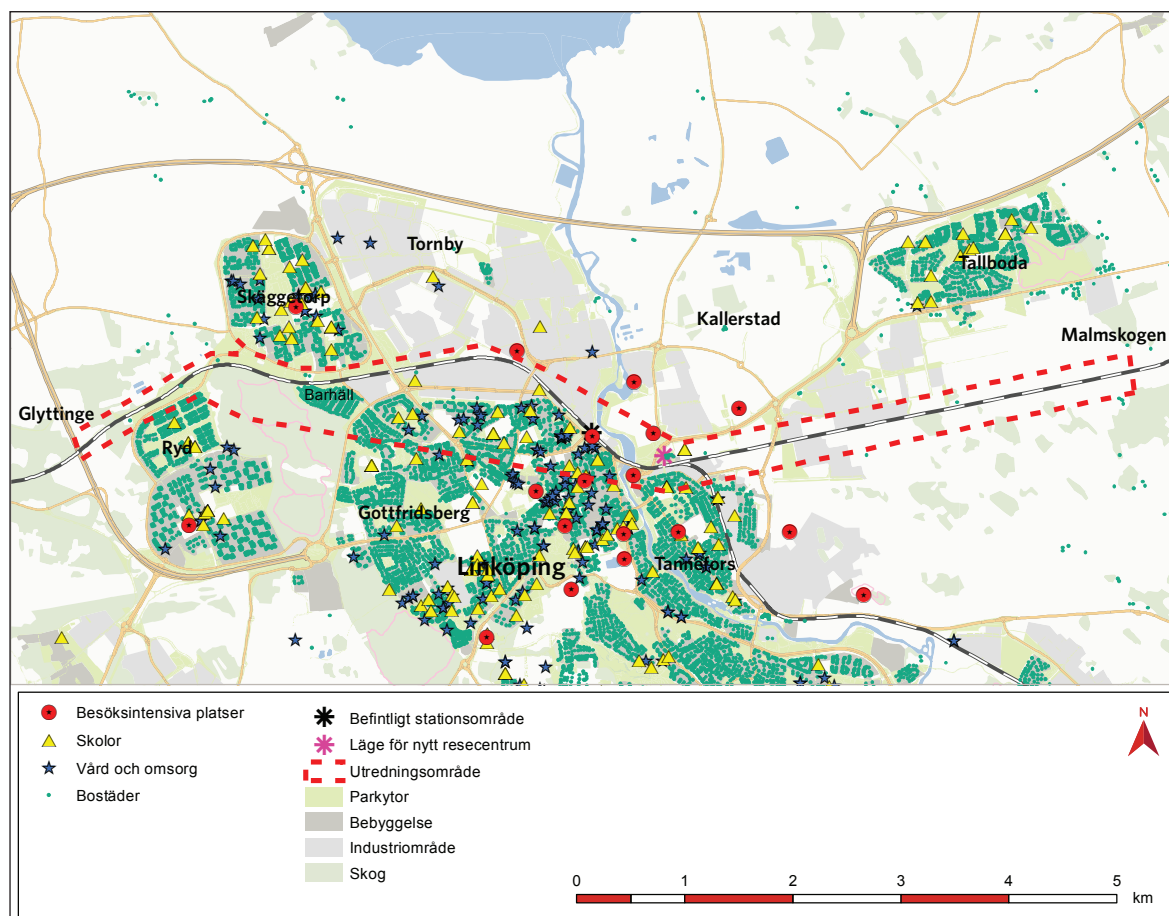 Tornby
Skäggetorp
Tallboda
Kallerstad
Malmskogen
Barhäll
Glyttinge
Ryd
Gottfridsberg
Linköping
Tannefors
Besöksintensiva platser
Skolor
Vård och omsorg
Bostäder
Befintligt stationsområde
Läge för nytt resecentrum
Utredningsområde
Parkytor
Bebyggelse
Industriområde
Skog
N
0 1 2 3 4 5
km